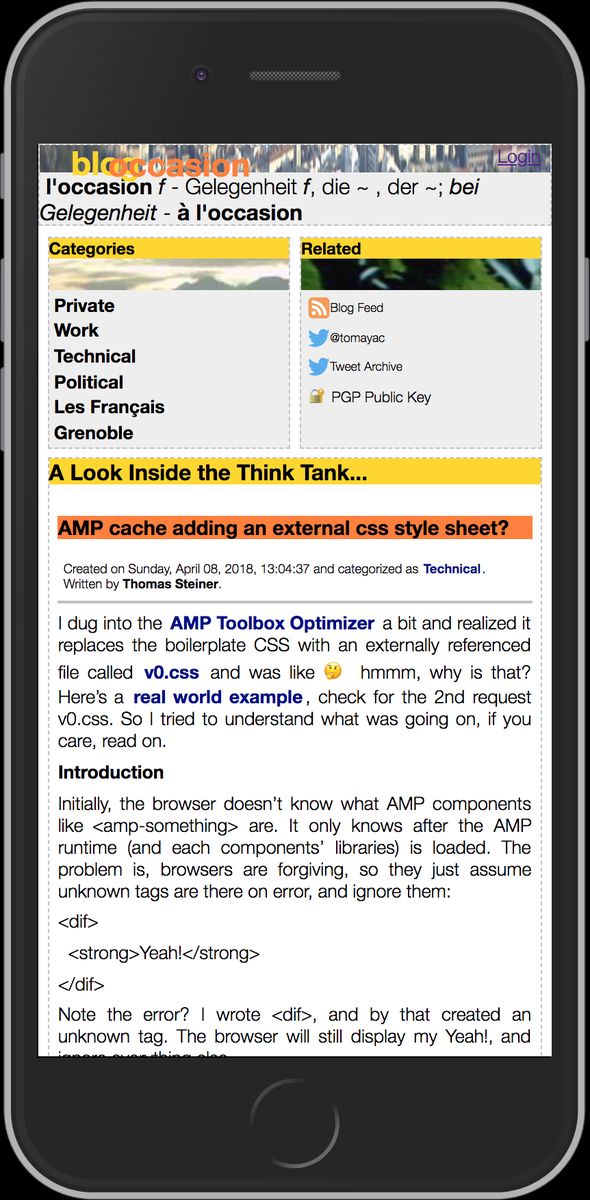 blogoccasion
Login
l'occasion f - Gelegenheit f, die ~ , der ~; bei
Gelegenheit - à l'occasion
Categories
Private
Work
Technical
Political
Les Français
Grenoble
Related
Blog Feed
@tomayac
Tweet Archive
PGP Public Key
A Look Inside the Think Tank...
AMP cache adding an external css style sheet?
Created on Sunday, April 08, 2018, 13:04:37 and categorized as Technical.
Written by Thomas Steiner.
I dug into the AMP Toolbox Optimizer a bit and realized it
replaces the boilerplate CSS with an externally referenced
file called v0.css and was like 🤔 hmmm, why is that?
Here’s a real world example, check for the 2nd request
v0.css. So I tried to understand what was going on, if you
care, read on.
Introduction
Initially, the browser doesn’t know what AMP components
like <amp-something> are. It only knows after the AMP
runtime (and each components’ libraries) is loaded. The
problem is, browsers are forgiving, so they just assume
unknown tags are there on error, and ignore them:
<dif>
<strong>Yeah!</strong>
</dif>
Note the error? I wrote <dif>, and by that created an
unknown tag. The browser will still display my Yeah!, and
ignore everything else